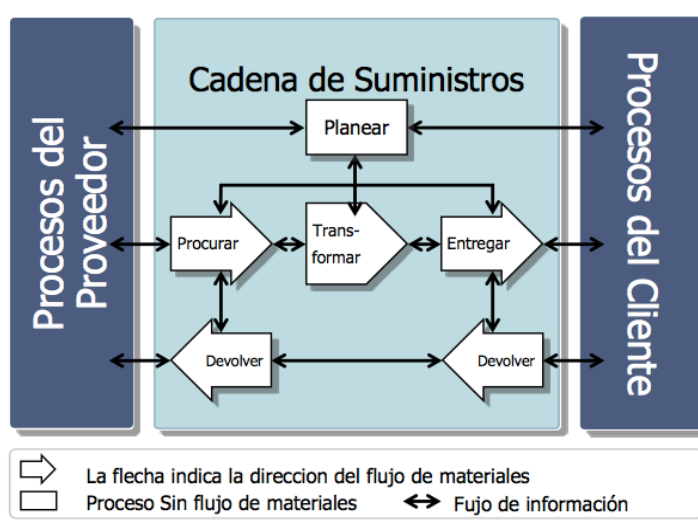 Procesos del
Proveedor
Cadena de Suministros
Planear
Procurar
Trans-
formar
Entregar
Devolver
Devolver
Procesos del Cliente
La flecha indica la direccion del flujo de materiales
Proceso Sin flujo de materiales
Fujo de información